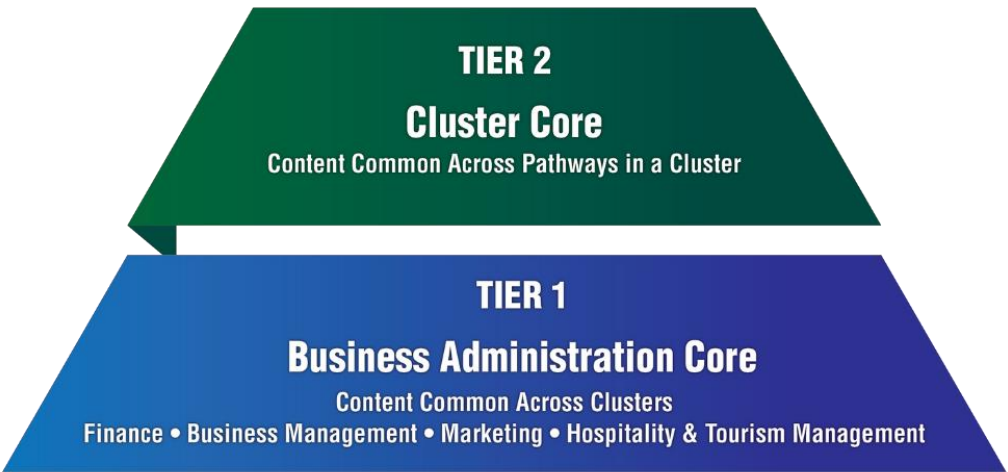 TIER 2
Cluster Core
Content Common Across Pathways in a Cluster
TIER 1
Business Administration Core
Content Common Across Clusters
Finance • Business Management • Marketing • Hospitality & Tourism Management